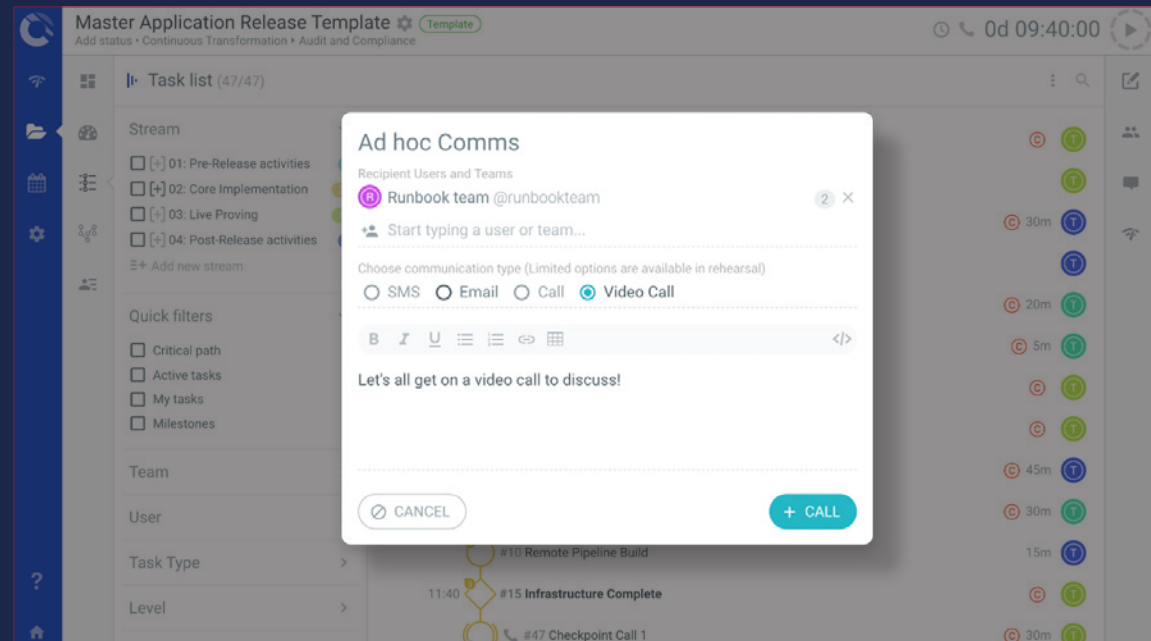 Master Application Release Template Template
Add status • Continuous Transformation • Audit and Compliance
0d 09:40:00
Task list (47/47)
Stream
[+] 01: Pre-Release activities
[+] 02: Core Implementation
[+] 03: Live Proving
[+] 04: Post-Release activities
+ Add new stream
Quick filters
Critical path
Active tasks
My tasks
Milestones
Team
User
Task Type
Level
?
Ad hoc Comms
Recipient Users and Teams
R Runbook team @runbookteam 2
Start typing a user or team...
Choose communication type (Limited options are available in rehearsal)
SMS Email Call Video Call
B I U </>
Let's all get on a video call to discuss!
CANCEL + CALL
C T
T
C 30m T
T
C 20m T
C 5m T
C T
C T
C 45m T
C 30m T
#10 Remote Pipeline Build 15m T
11:40 #15 Infrastructure Complete C T
#47 Checkpoint Call 1 C 30m T